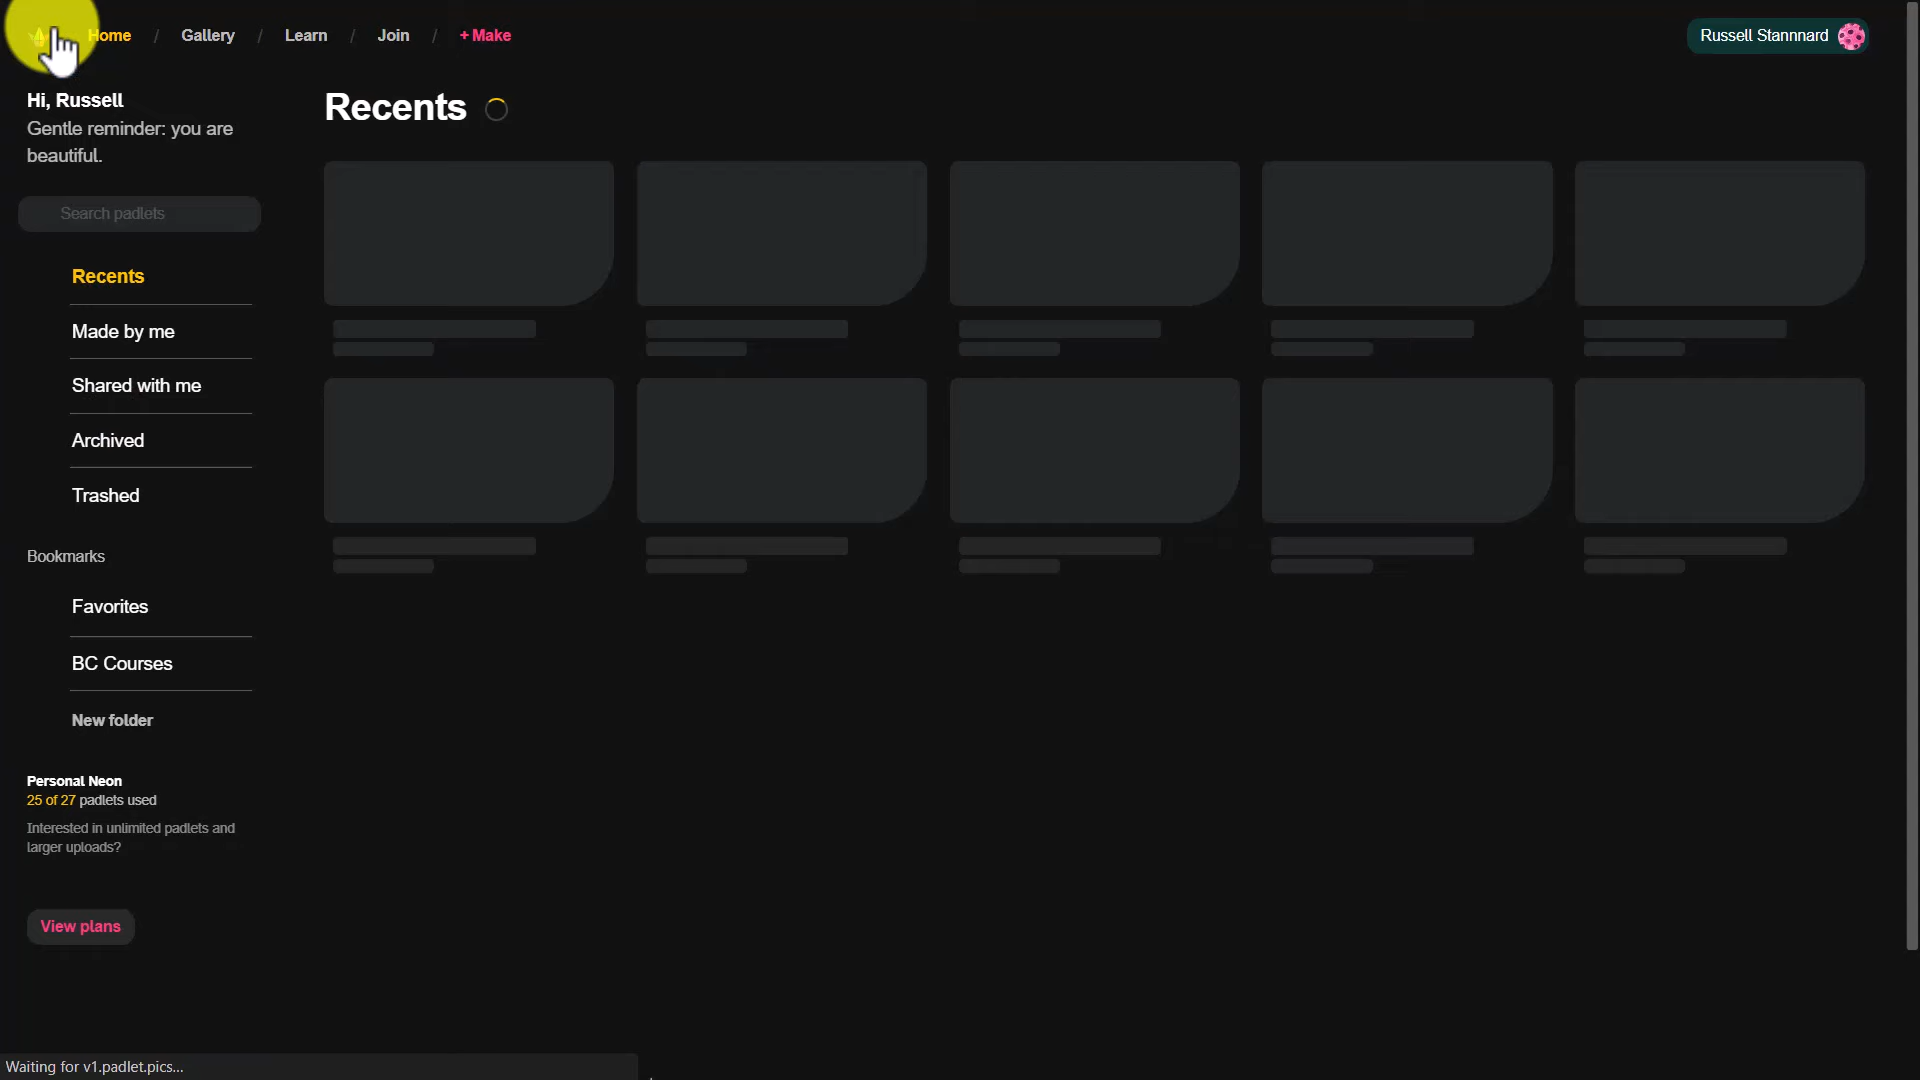 Home / Gallery / Learn / Join / + Make
Russell Stannnard
Hi, Russell
Gentle reminder: you are
beautiful.
Search padlets
Recents
Made by me
Shared with me
Archived
Trashed
Bookmarks
Favorites
BC Courses
New folder
Personal Neon
25 of 27 padlets used
Interested in unlimited padlets and
larger uploads?
View plans
Recents
Waiting for v1.padlet.pics...